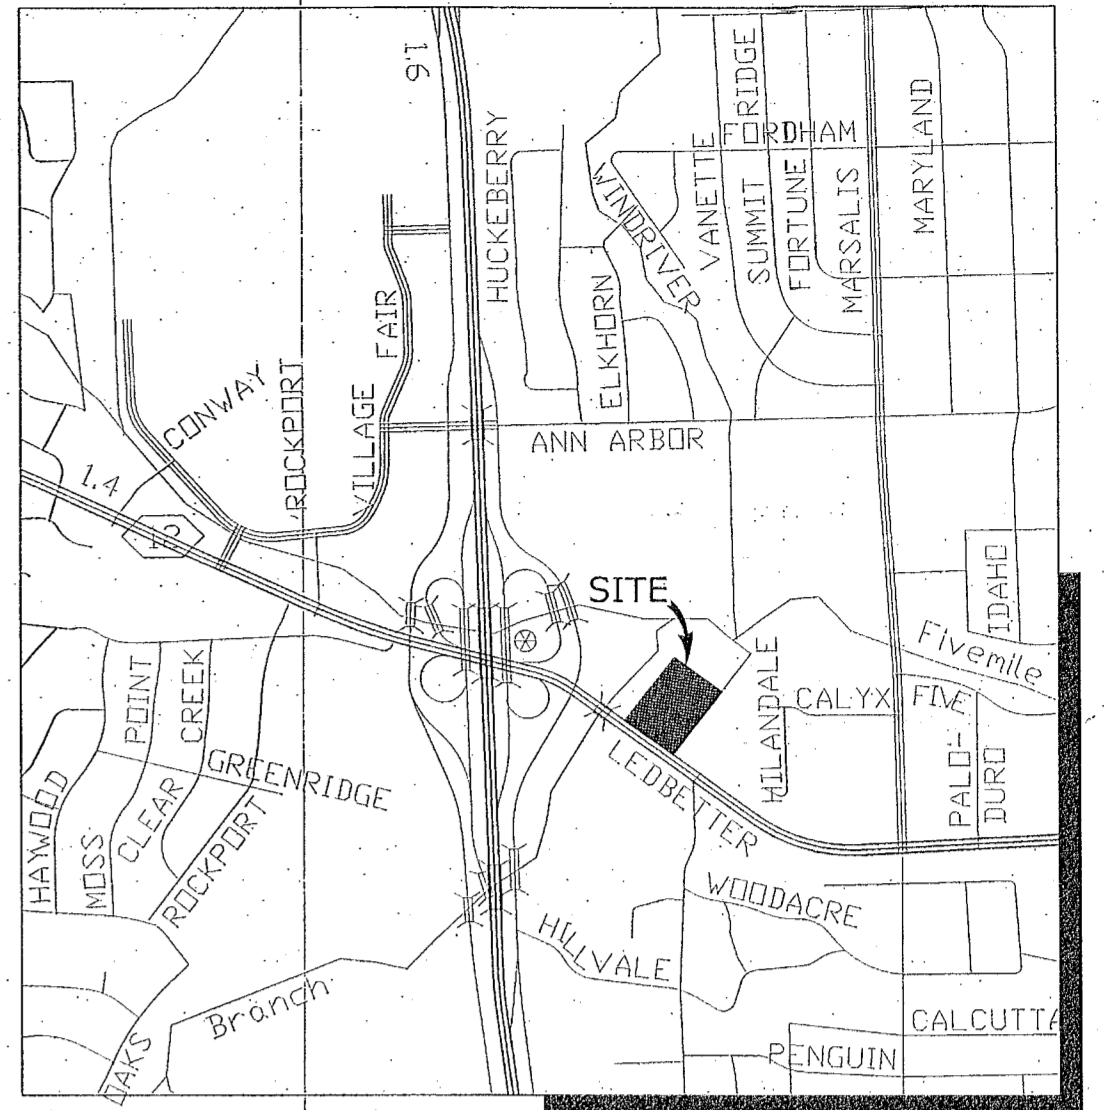 1.6
RIDGE
FORDHAM
HUCKEBERRY
WINDRIVER
VANETTE
SUMMIT
FORTUNE
MARSALIS
MARYLAND
FAIR
VILLAGE
ELKHORN
CONWAY
ROCKPORT
ANN ARBOR
1.4
12
SITE
IDAHO
Fivemile
HILANDALE
CALYX
FIVE
POINT
CREEK
GREENRIDGE
LEDBETTER
PALO-
DURO
HAYWOOD
MOSS
CLEAR
ROCKPORT
WOODACRE
HILLVALE
Branch
CALCUTTA
PENGUIN
OAKS